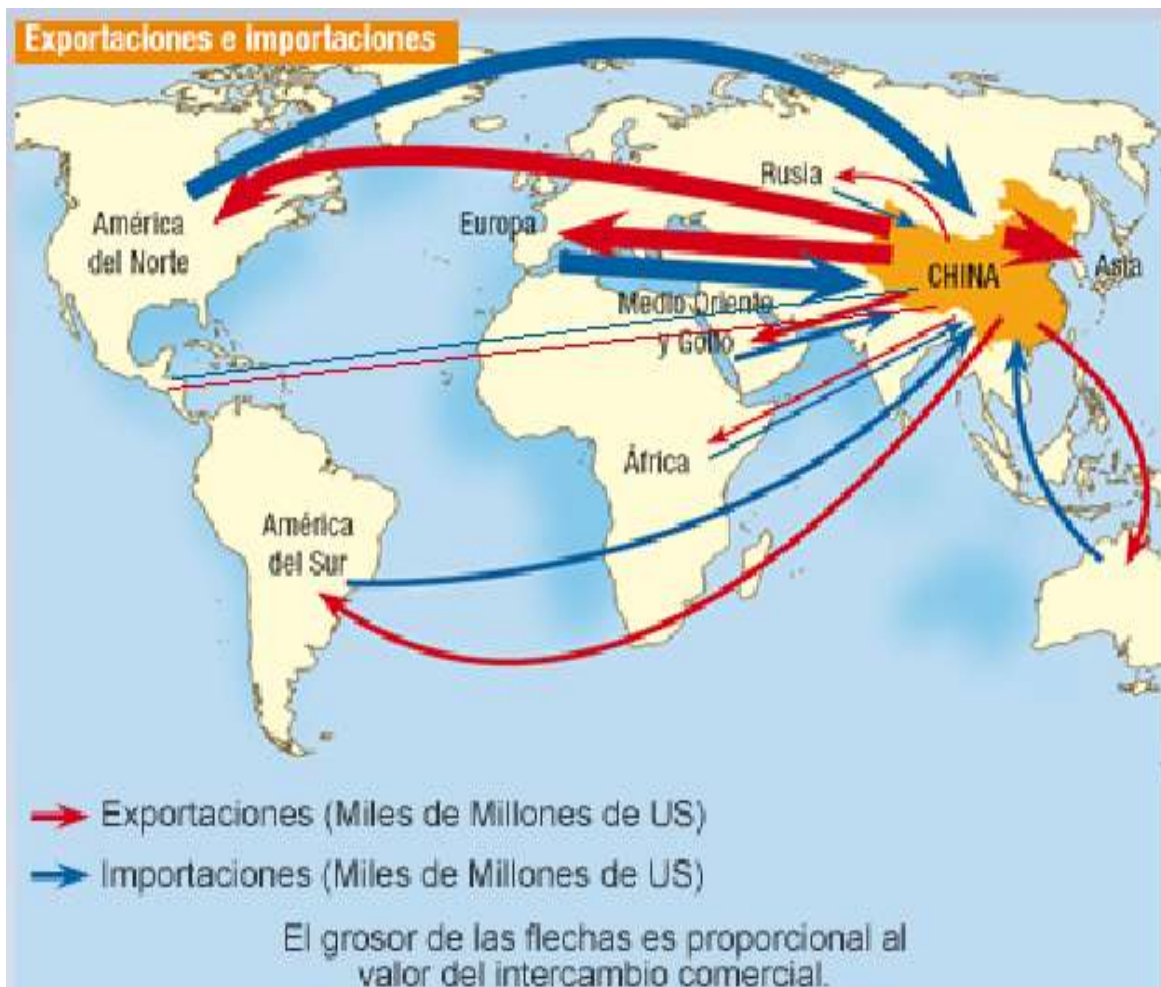 Exportaciones e importaciones
Rusia
América
del Norte
Europa
CHINA
Asia
Medio Oriente
y Golfo
África
América
del Sur
Exportaciones (Miles de Millones de US)
Importaciones (Miles de Millones de US)
El grosor de las flechas es proporcional al
valor del intercambio comercial.